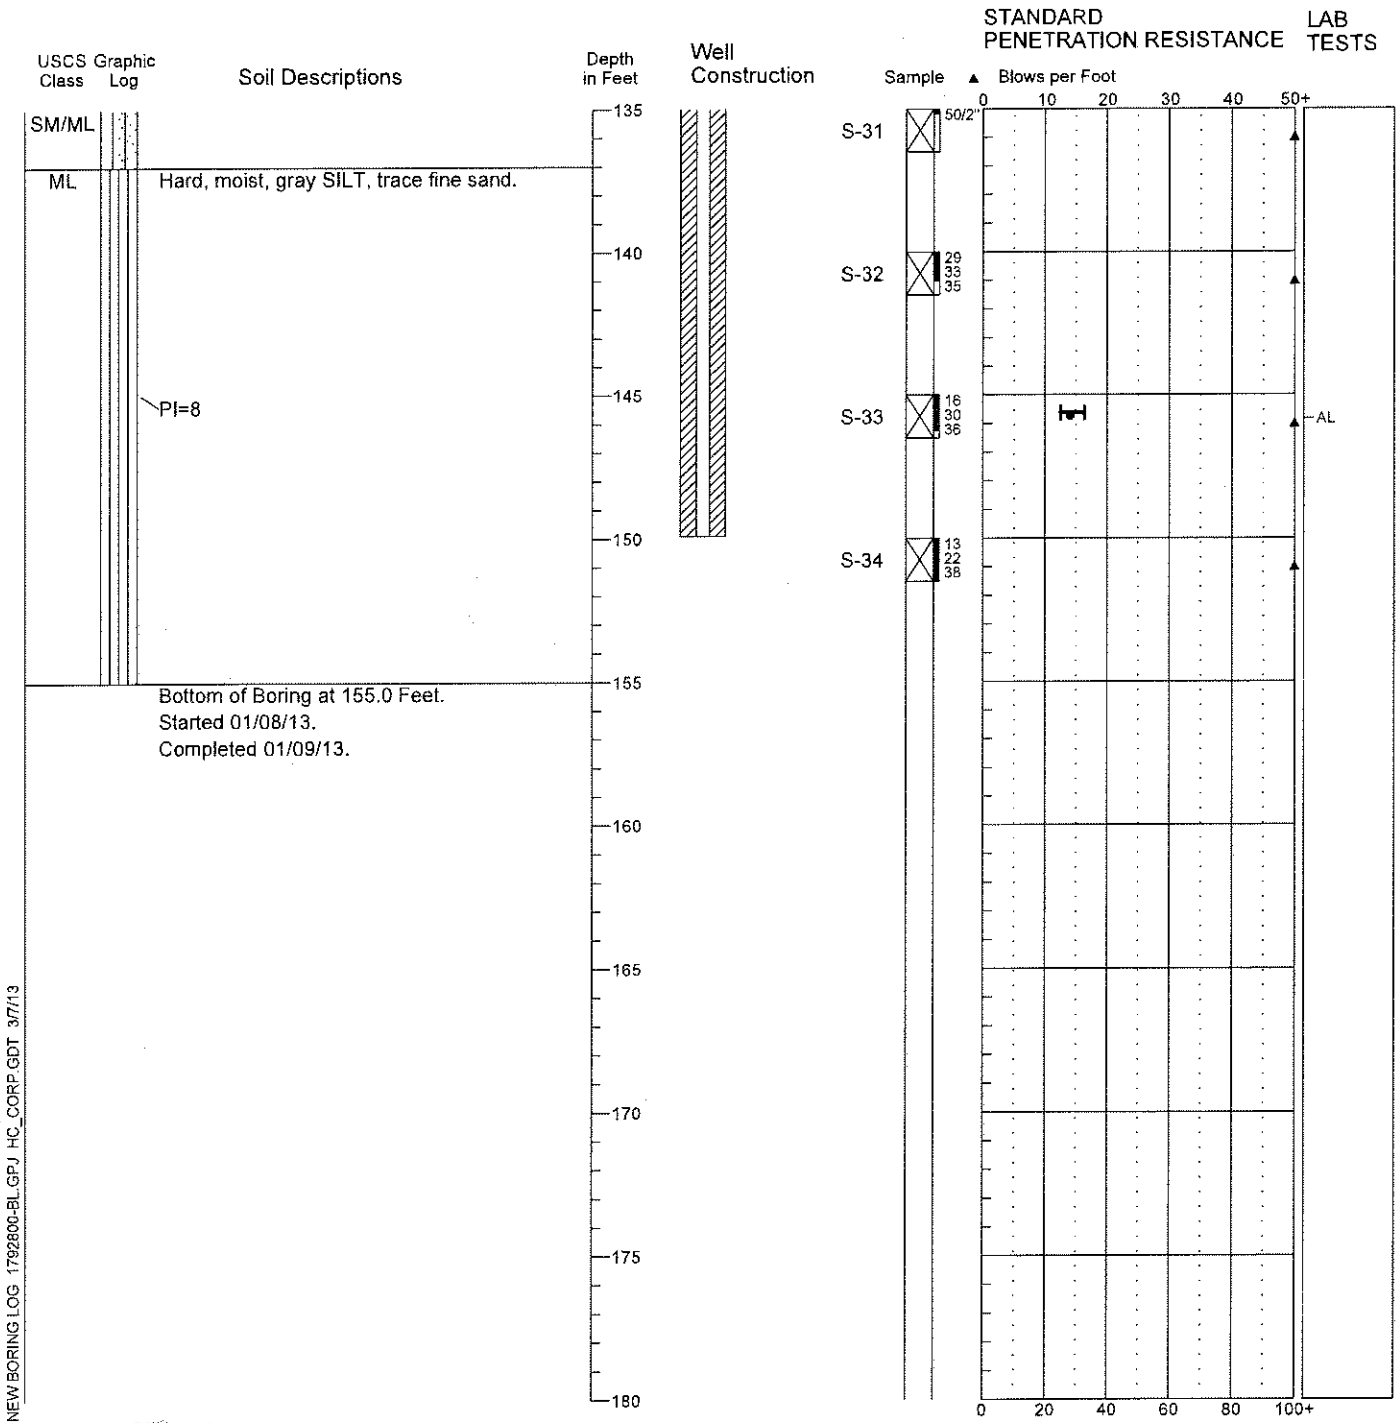 STANDARD
PENETRATION RESISTANCE
LAB
TESTS
USCS Graphic
Class Log
Soil Descriptions
Depth
in Feet
Well
Construction
Sample
▲ Blows per Foot
0 10 20 30 40 50+
135
SM/ML
S-31
50/2"
ML
Hard, moist, gray SILT, trace fine sand.
140
S-32
29
33
35
145
PI=8
S-33
16
30
36
AL
150
S-34
13
22
38
155
Bottom of Boring at 155.0 Feet.
Started 01/08/13.
Completed 01/09/13.
160
165
170
175
180
0 20 40 60 80 100+
NEW BORING LOG 1792800-BL.GPJ HC_CORP.GDT 3/7/13